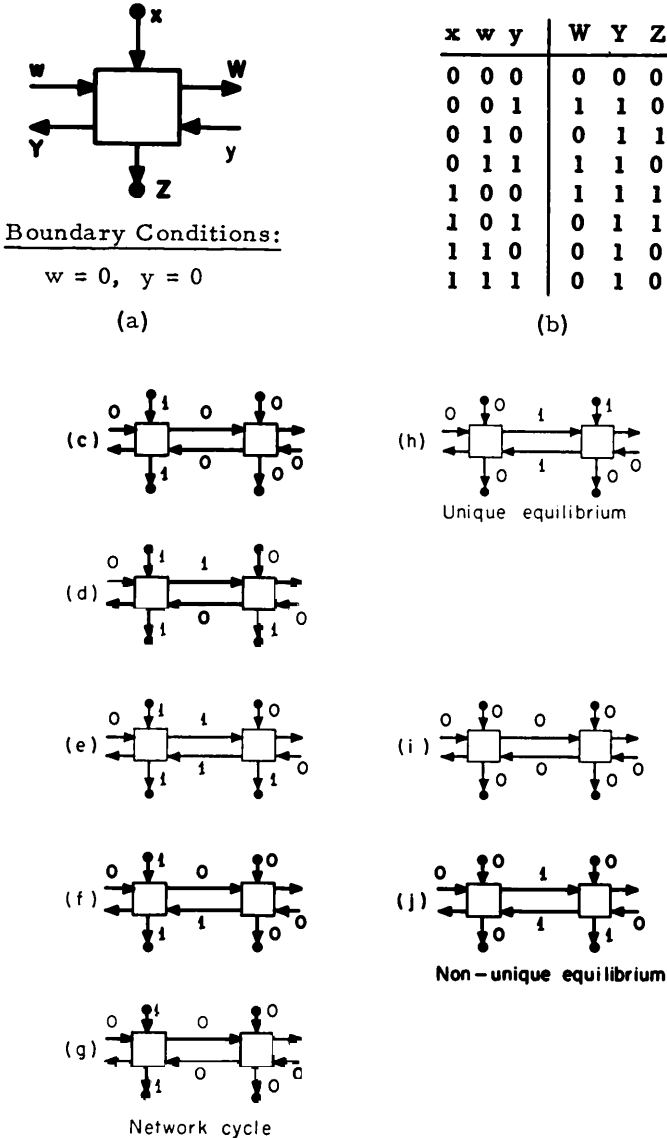 x
w W
Y y
Z
Boundary Conditions:
w = 0, y = 0
(a)
x w y W Y Z
0 0 0 0 0 0
0 0 1 1 1 0
0 1 0 0 1 1
0 1 1 1 1 0
1 0 0 1 1 1
1 0 1 0 1 1
1 1 0 0 1 0
1 1 1 0 1 0
(b)
1 0
0 0
(c)
0 0
1 0
1 0
0 1
(d)
0 0
1 1
1 0
0 1
(e)
1 0
1 1
1 0
0 0
(f)
1 0
1 0
1 0
0 0
(g)
0 0
1 0
Network cycle
0 1
0 1
(h)
1 0
0 0
Unique equilibrium
0 0
0 0
(i)
0 0
0 0
0 0
0 1
(j)
1 0
0 1
Non-unique equilibrium